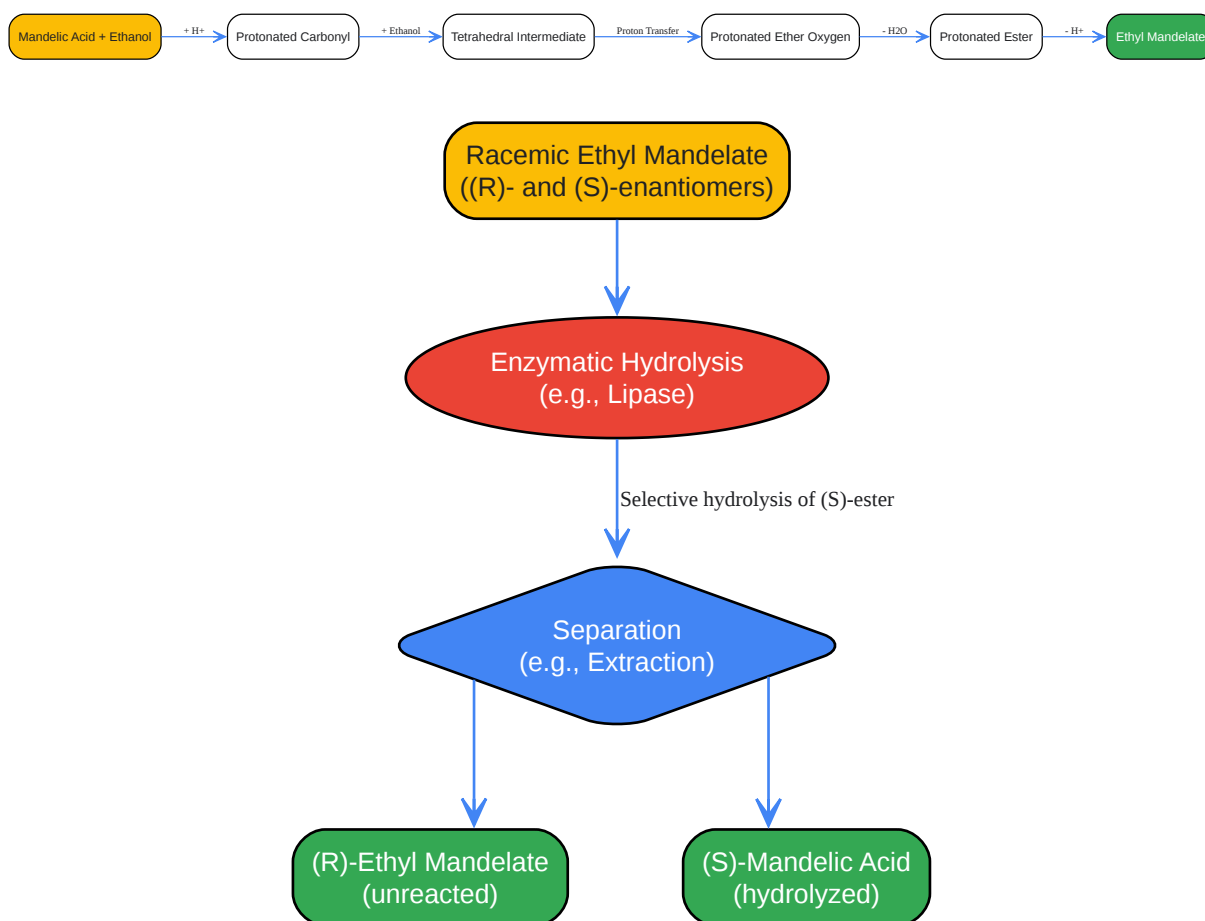 Mandelic Acid + Ethanol
+ H+
Protonated Carbonyl
+ Ethanol
Tetrahedral Intermediate
Proton Transfer
Protonated Ether Oxygen
- H2O
Protonated Ester
- H+
Ethyl Mandelate
Racemic Ethyl Mandelate
((R)- and (S)-enantiomers)
Enzymatic Hydrolysis
(e.g., Lipase)
Selective hydrolysis of (S)-ester
Separation
(e.g., Extraction)
(R)-Ethyl Mandelate
(unreacted)
(S)-Mandelic Acid
(hydrolyzed)